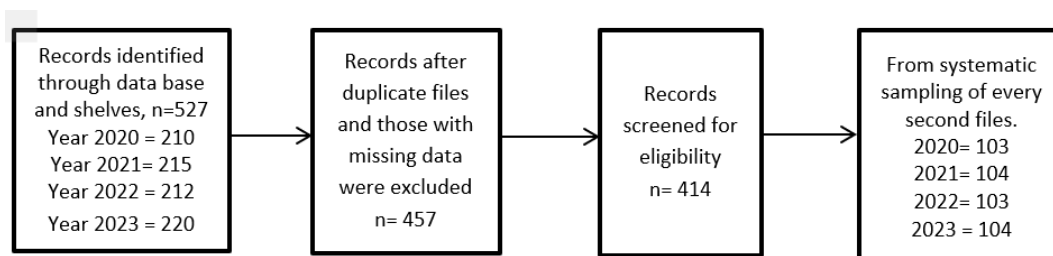 Records identified
through data base
and shelves, n=527
Year 2020 = 210
Year 2021= 215
Year 2022 = 212
Year 2023 = 220
Records after
duplicate files
and those with
missing data
were excluded
n= 457
Records
screened for
eligibility
n= 414
From systematic
sampling of every
second files.
2020= 103
2021= 104
2022= 103
2023 = 104